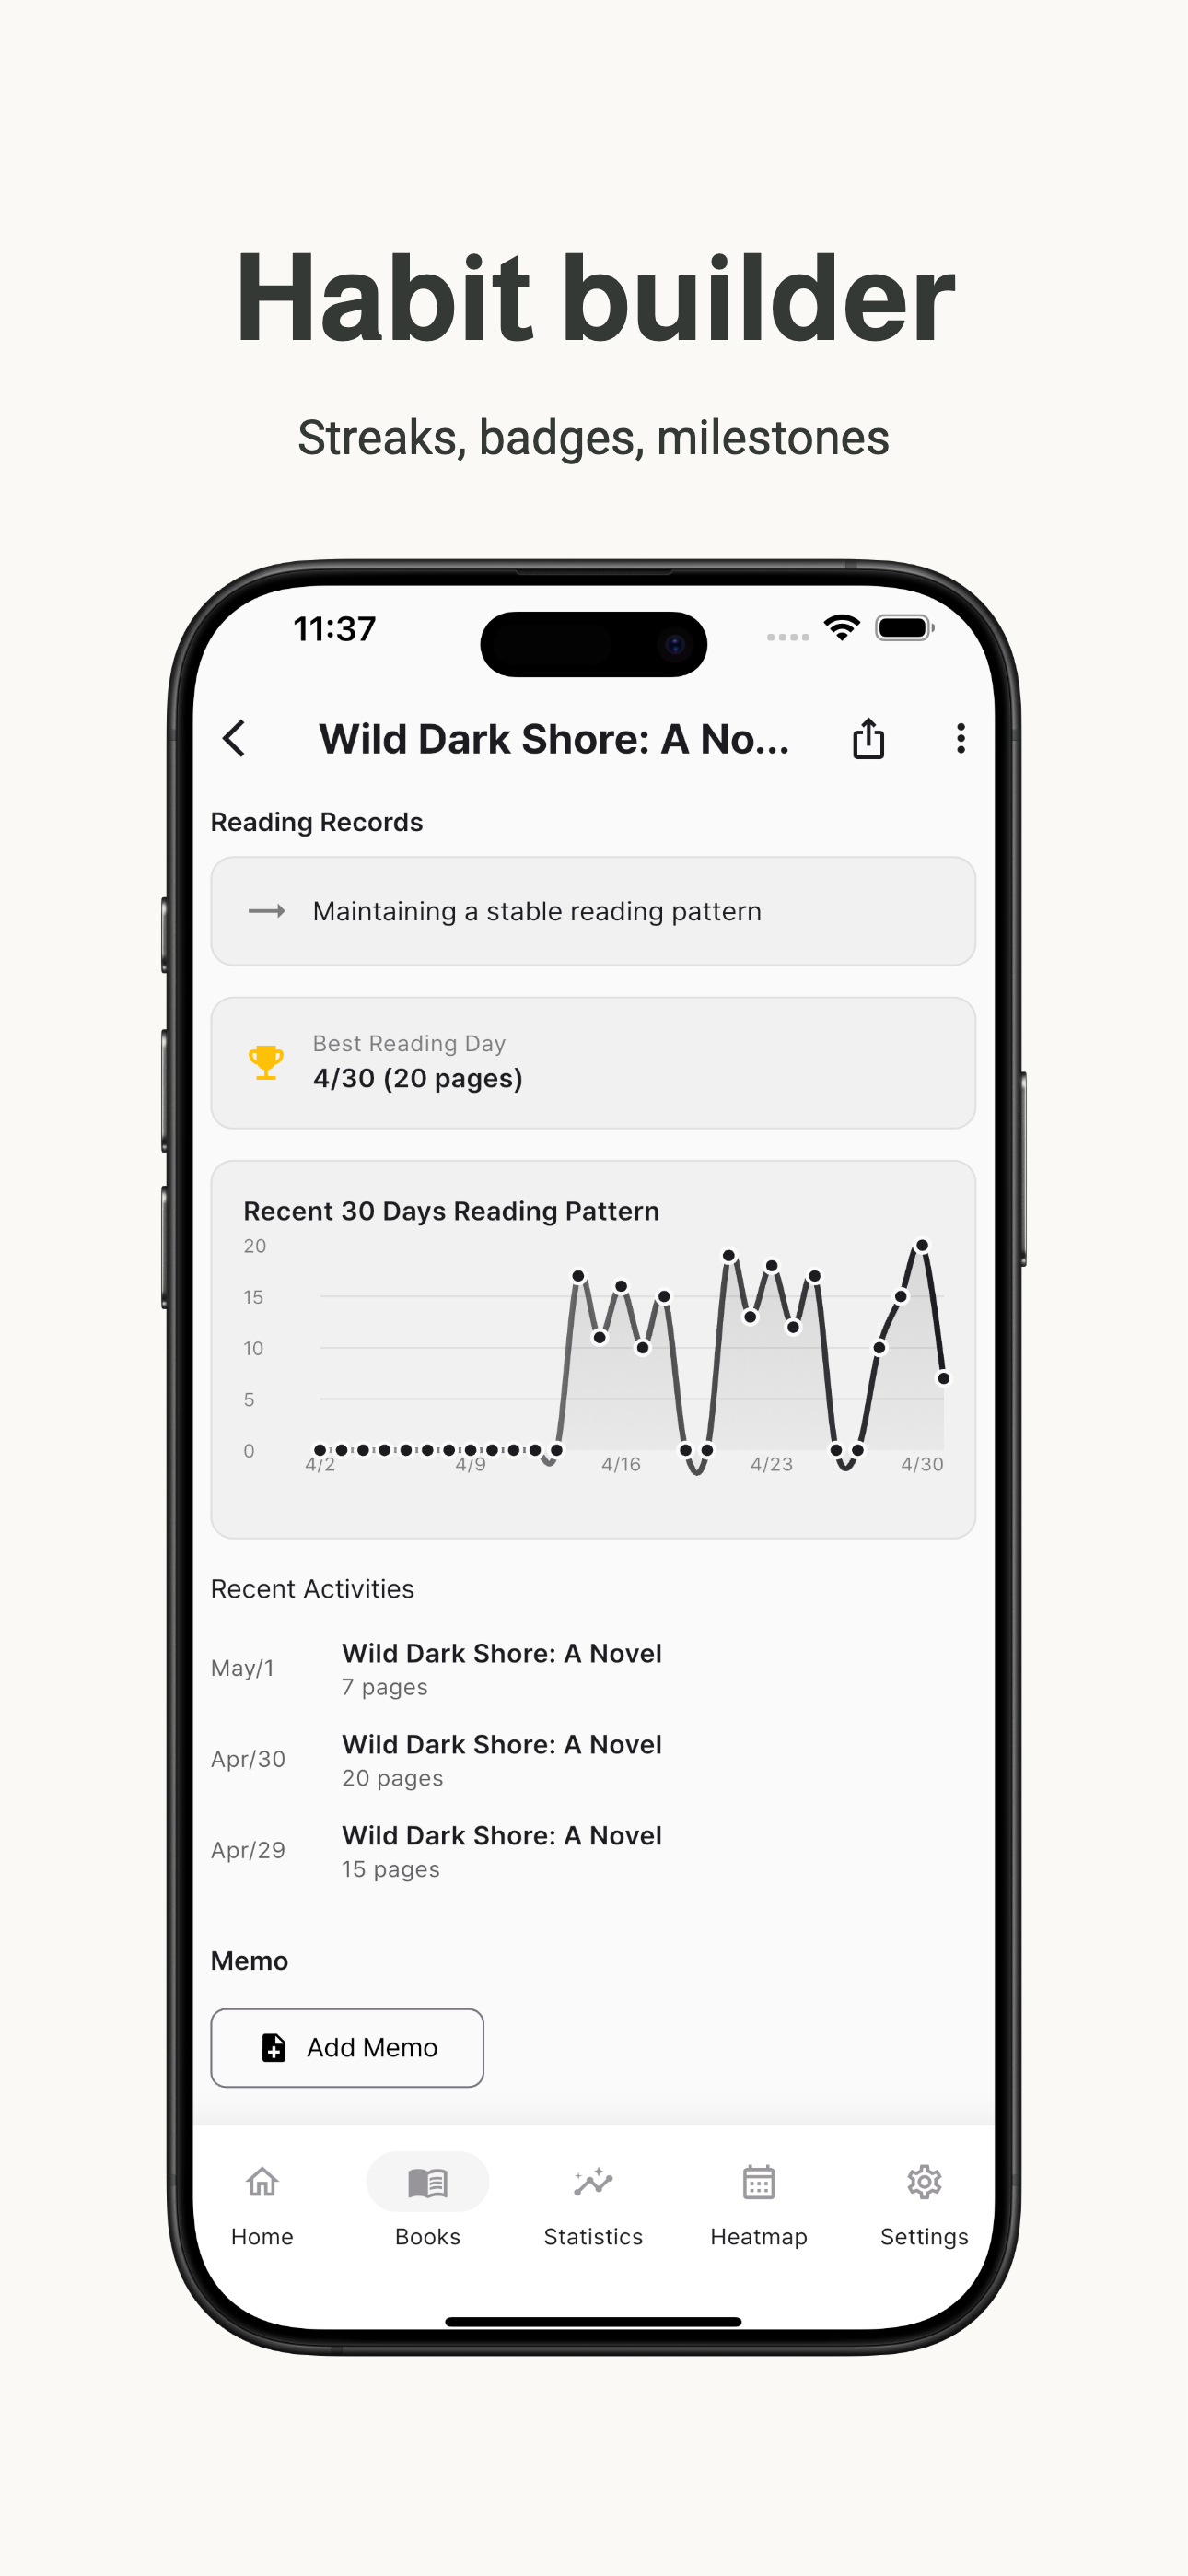 Habit builder
Streaks, badges, milestones
11:37
Wild Dark Shore: A No...
Reading Records
Maintaining a stable reading pattern
Best Reading Day
4/30 (20 pages)
Recent 30 Days Reading Pattern
20
15
10
5
0
4/2 4/9 4/16 4/23 4/30
Recent Activities
May/1
Wild Dark Shore: A Novel
7 pages
Apr/30
Wild Dark Shore: A Novel
20 pages
Apr/29
Wild Dark Shore: A Novel
15 pages
Memo
Add Memo
Home Books Statistics Heatmap Settings